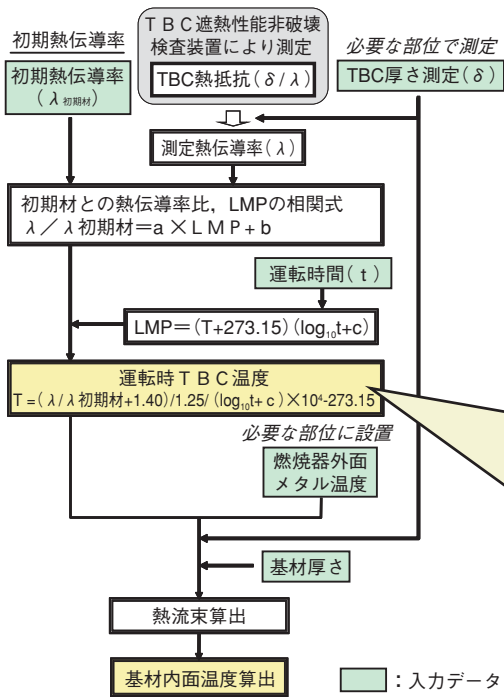 初期熱伝導率
初期熱伝導率
(λ初期材)
TBC遮熱性能非破壊
検査装置により測定
TBC熱抵抗(δ/λ)
必要な部位で測定
TBC厚さ測定(δ)
測定熱伝導率(λ)
初期材との熱伝導率比,LMPの相関式
λ/λ初期材=a×LMP+b
運転時間(t)
LMP=(T+273.15)(log₁₀t+c)
運転時TBC温度
T=(λ/λ初期材+1.40)/1.25/(log₁₀t+c)×10⁴-273.15
必要な部位に設置
燃焼器外面
メタル温度
基材厚さ
熱流束算出
基材内面温度算出
:入力データ